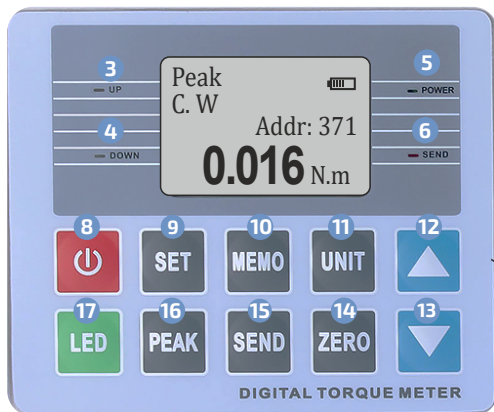 3
5
UP
Peak
POWER
C. W
4
Addr: 371
6
DOWN
0.016 N.m
SEND
8 9 10 11 12
SET MEMO UNIT
17 16 15 14 13
LED PEAK SEND ZERO
DIGITAL TORQUE METER